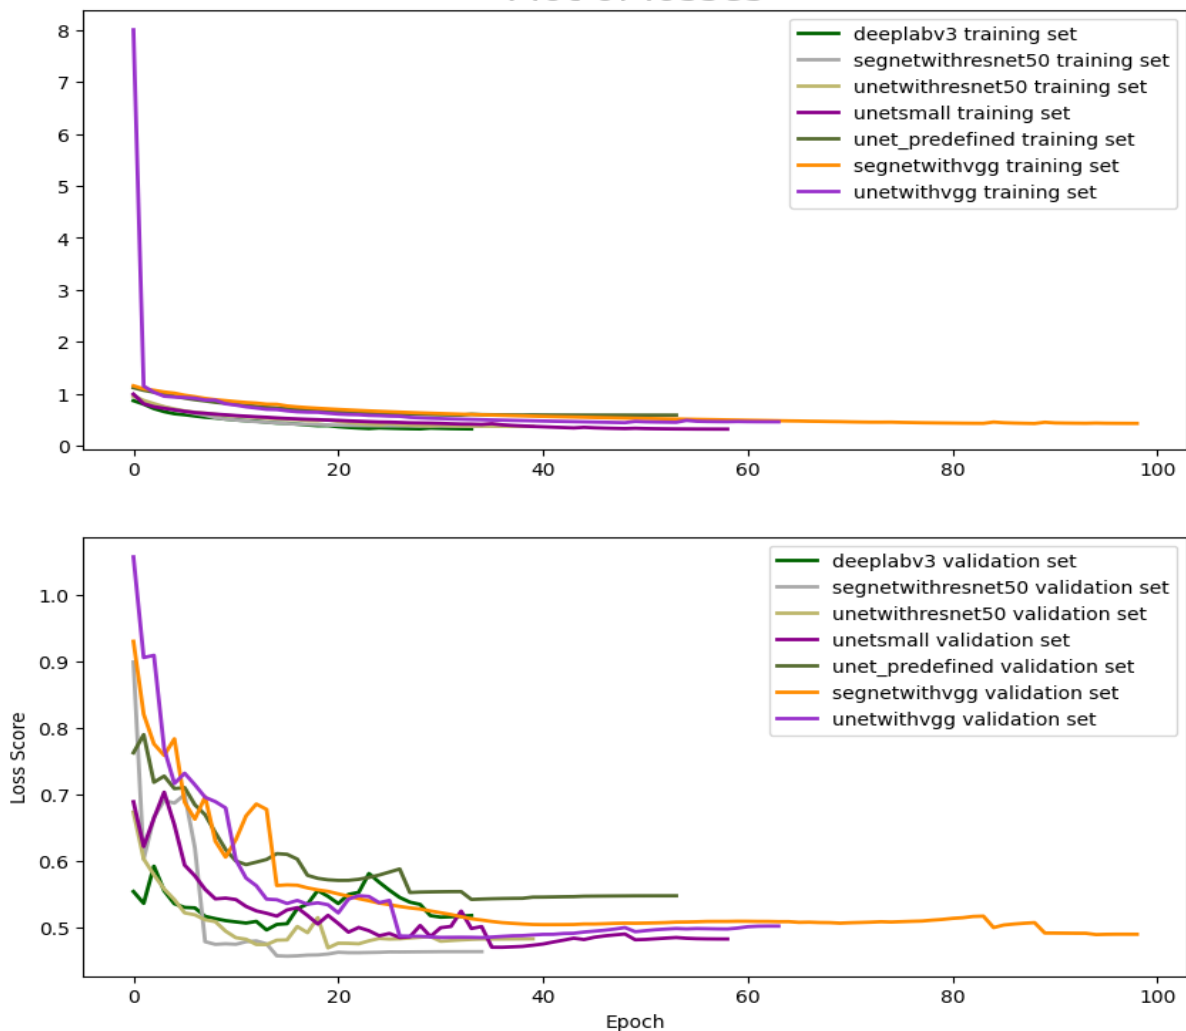 8
7
6
5
4
3
2
1
0
deeplabv3 training set
segnetwithresnet50 training set
unetwithresnet50 training set
unetsmall training set
unet_predefined training set
segnetwithvgg training set
unetwithvgg training set
0 20 40 60 80 100
Loss Score
1.0
0.9
0.8
0.7
0.6
0.5
deeplabv3 validation set
segnetwithresnet50 validation set
unetwithresnet50 validation set
unetsmall validation set
unet_predefined validation set
segnetwithvgg validation set
unetwithvgg validation set
0 20 40 60 80 100
Epoch